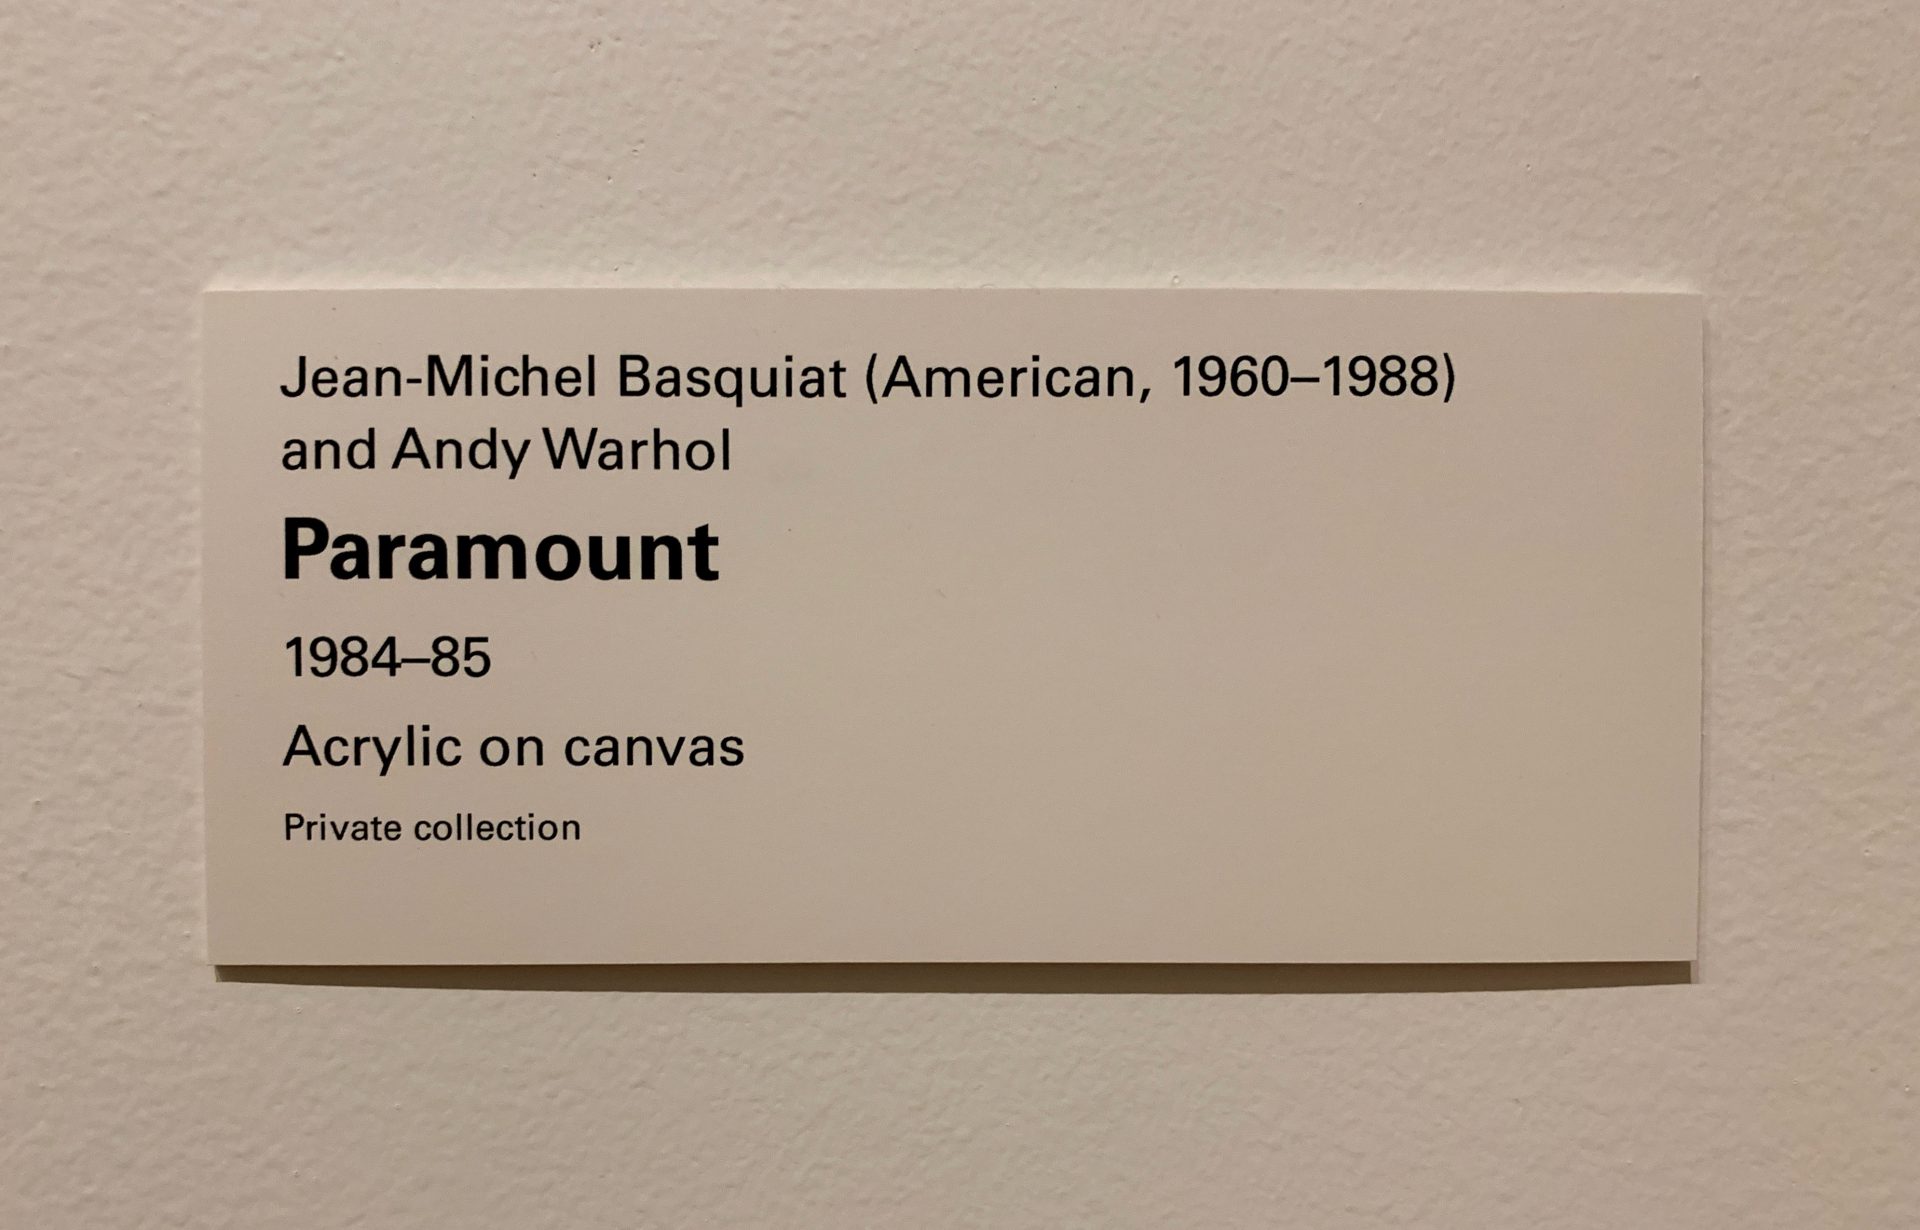 Jean-Michel Basquiat (American, 1960–1988)
and Andy Warhol
Paramount
1984–85
Acrylic on canvas
Private collection